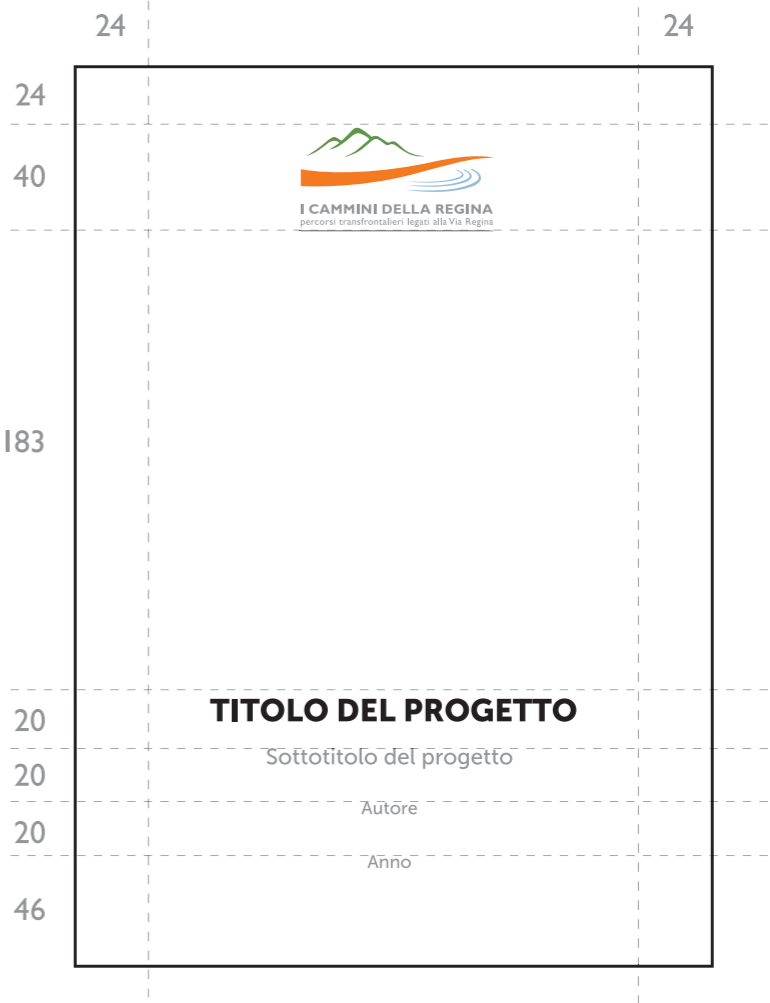 24
24
24
40
I CAMMINI DELLA REGINA
percorsi transfrontalieri legati alla Via Regina
183
TITOLO DEL PROGETTO
20
Sottotitolo del progetto
20
Autore
20
Anno
46